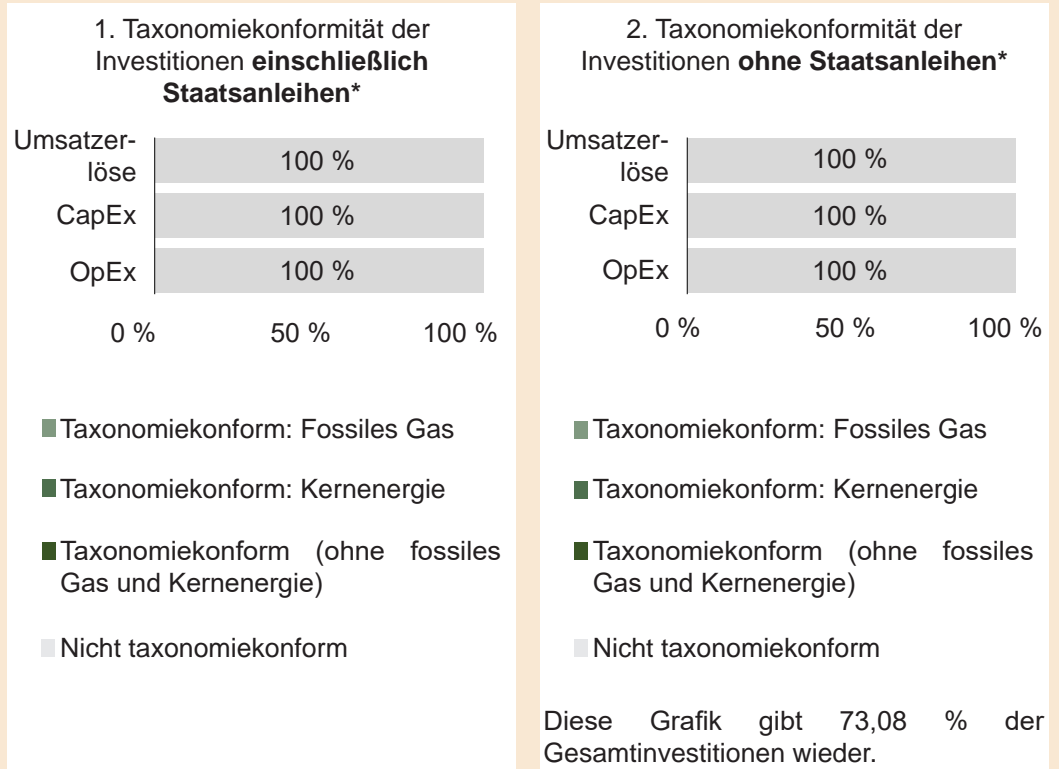 1. Taxonomiekonformität der
Investitionen einschließlich
Staatsanleihen*
Umsatzer-
löse
100 %
CapEx
100 %
OpEx
100 %
0 %
50 %
100 %
Taxonomiekonform: Fossiles Gas
Taxonomiekonform: Kernenergie
Taxonomiekonform (ohne fossiles
Gas und Kernenergie)
Nicht taxonomiekonform
2. Taxonomiekonformität der
Investitionen ohne Staatsanleihen*
Umsatzer-
löse
100 %
CapEx
100 %
OpEx
100 %
0 %
50 %
100 %
Taxonomiekonform: Fossiles Gas
Taxonomiekonform: Kernenergie
Taxonomiekonform (ohne fossiles
Gas und Kernenergie)
Nicht taxonomiekonform
Diese Grafik gibt 73,08 % der
Gesamtinvestitionen wieder.